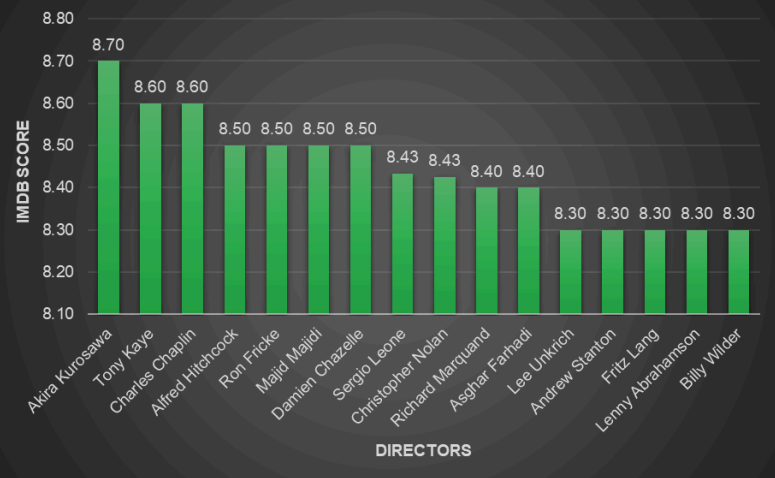 8.80
8.70
8.60
8.50
8.40
8.30
8.20
8.10
IMDB SCORE
8.70
8.60
8.60
8.50
8.50
8.50
8.50
8.43
8.43
8.40
8.40
8.30
8.30
8.30
8.30
8.30
Akira Kurosawa
Tony Kaye
Charles Chaplin
Alfred Hitchcock
Ron Fricke
Majid Majidi
Damien Chazelle
Sergio Leone
Christopher Nolan
Richard Marquand
Asghar Farhadi
Lee Unkrich
Andrew Stanton
Fritz Lang
Lenny Abrahamson
Billy Wilder
DIRECTORS